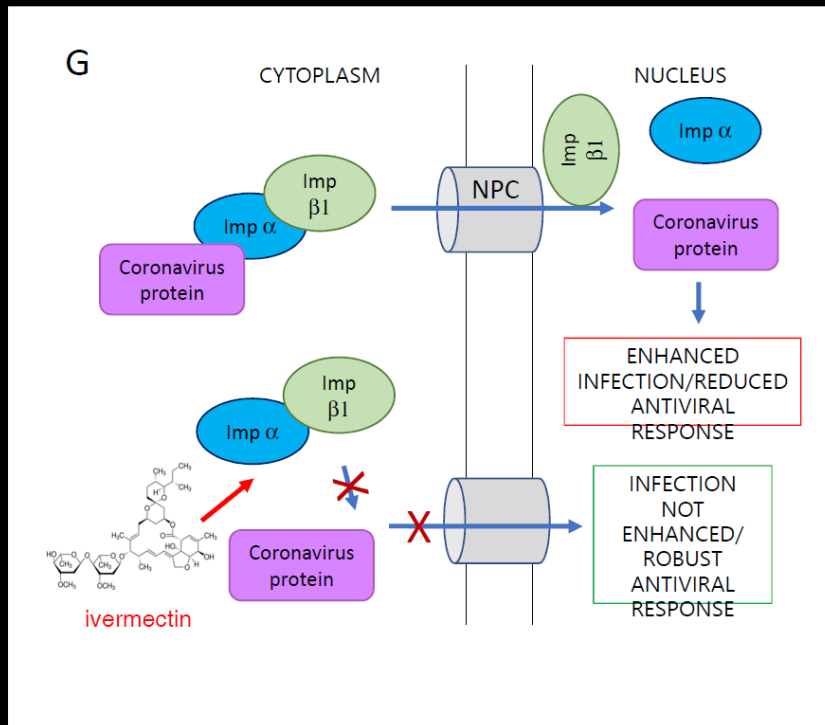 G
CYTOPLASM
NUCLEUS
Imp
β1
Imp α
Coronavirus
protein
NPC
Imp
β1
Imp α
Coronavirus
protein
ENHANCED
INFECTION/REDUCED
ANTIVIRAL
RESPONSE
Imp
β1
Imp α
Coronavirus
protein
INFECTION
NOT
ENHANCED/
ROBUST
ANTIVIRAL
RESPONSE
ivermectin